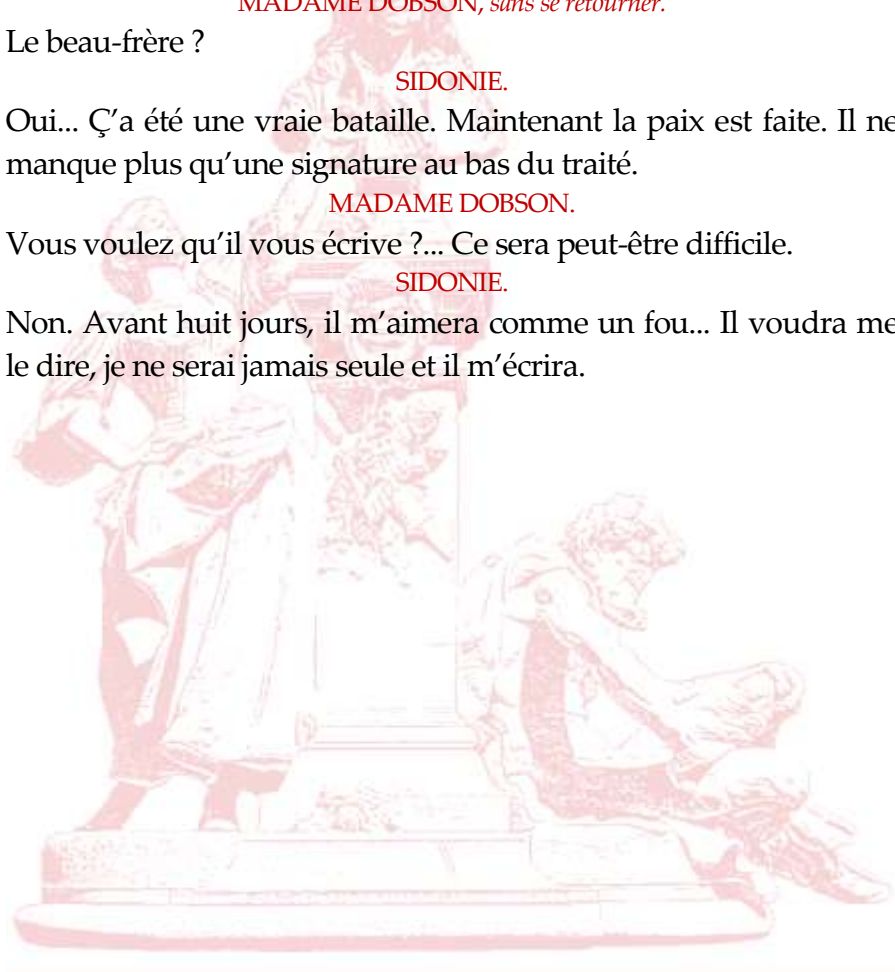 MADAME DOBSON, sans se retourner.
Le beau-frère ?
SIDONIE.
Oui... Ç’a été une vraie bataille. Maintenant la paix est faite. Il ne
manque plus qu’une signature au bas du traité.
MADAME DOBSON.
Vous voulez qu’il vous écrive ?... Ce sera peut-être difficile.
SIDONIE.
Non. Avant huit jours, il m’aimera comme un fou... Il voudra me
le dire, je ne serai jamais seule et il m’écrira.